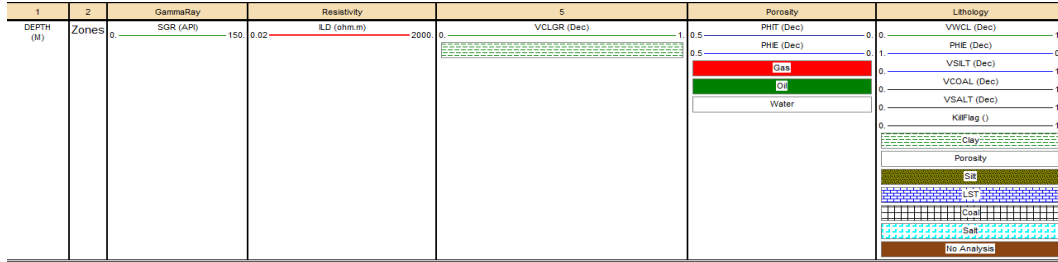 1 2 GammaRay Resistivity 5 Porosity Lithology
DEPTH (M)
Zones
SGR (API)
0. 150.
ILD (ohm.m)
0.02 2000.
VCLGR (Dec)
0. 1.
PHIT (Dec)
0.5 0.
PHIE (Dec)
0.5 0.
Gas
Oil
Water
VWCL (Dec)
0. 1
PHIE (Dec)
1. 0
VSILT (Dec)
0. 1
VCOAL (Dec)
0. 1
VSALT (Dec)
0. 1
KillFlag ()
0. 1
Clay
Porosity
Silt
LST
Coal
Salt
No Analysis